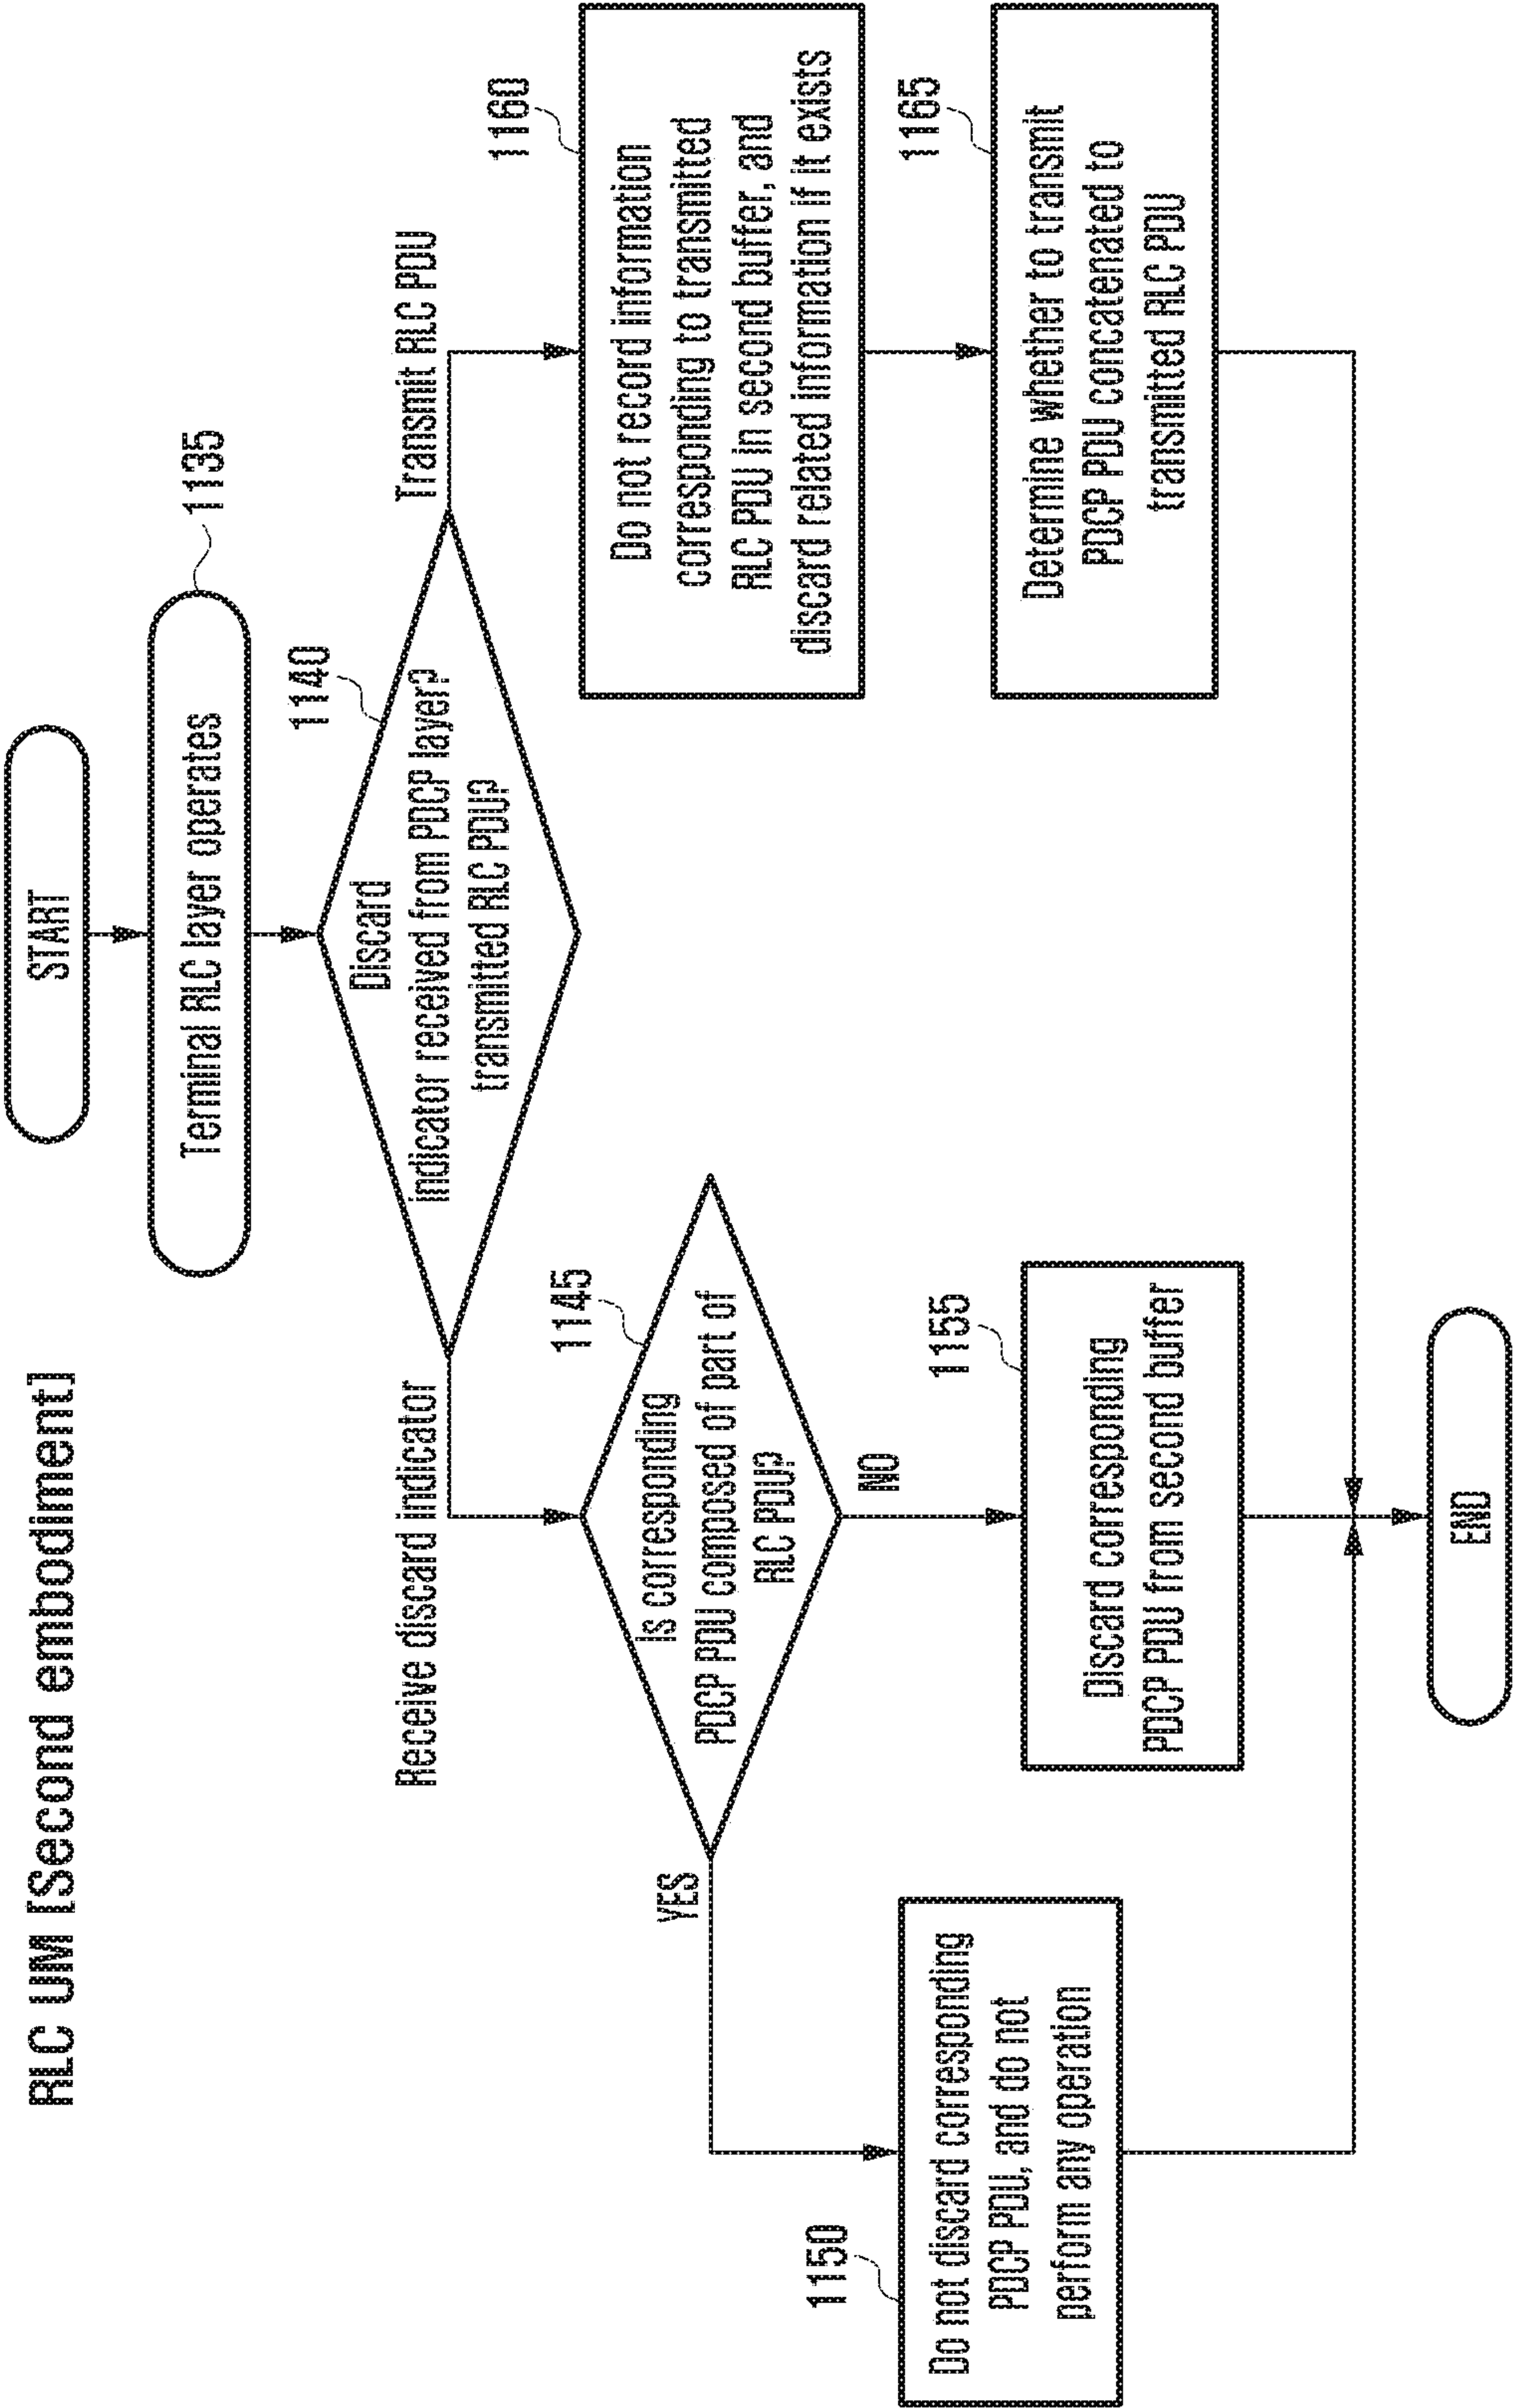 RLC UM [Second embodiment]
START
Terminal RLC layer operates
1135
1140
Discard
indicator received from PDCP layer?
transmitted RLC PDU?
Receive discard indicator
Transmit RLC PDU
1145
Is corresponding
PDCP PDU composed of part of
RLC PDU?
YES
NO
1150
Do not discard corresponding
PDCP PDU, and do not
perform any operation
1155
Discard corresponding
PDCP PDU from second buffer
1160
Do not record information
corresponding to transmitted
RLC PDU in second buffer, and
discard related information if it exists
1165
Determine whether to transmit
PDCP PDU concatenated to
transmitted RLC PDU
END